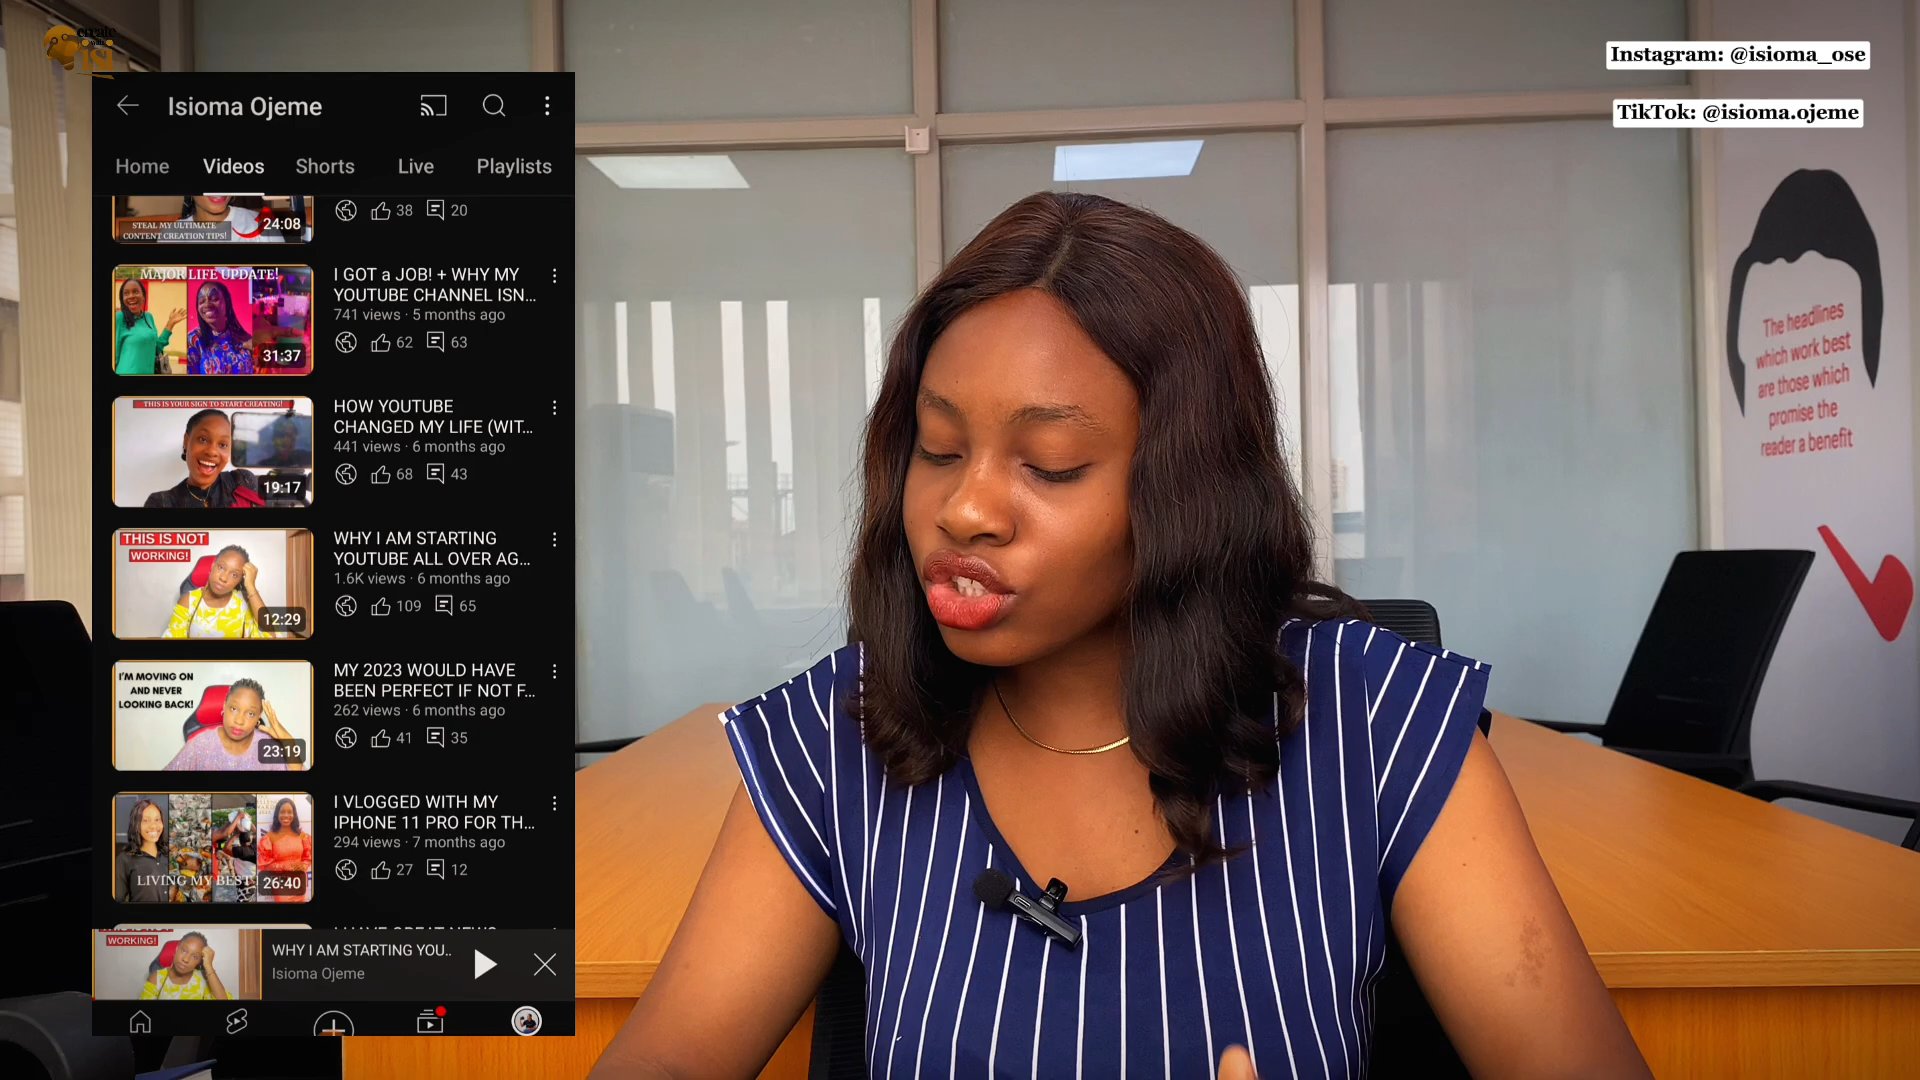 create
with
isi
Instagram: @isioma_ose
TikTok: @isioma.ojeme
Isioma Ojeme
Home Videos Shorts Live Playlists
STEAL MY ULTIMATE
CONTENT CREATION TIPS!
24:08
38 20
MAJOR LIFE UPDATE!
31:37
I GOT a JOB! + WHY MY
YOUTUBE CHANNEL ISN...
741 views · 5 months ago
62 63
THIS IS YOUR SIGN TO START CREATING!
19:17
HOW YOUTUBE
CHANGED MY LIFE (WIT...
441 views · 6 months ago
68 43
THIS IS NOT
WORKING!
12:29
WHY I AM STARTING
YOUTUBE ALL OVER AG...
1.6K views · 6 months ago
109 65
I'M MOVING ON
AND NEVER
LOOKING BACK!
23:19
MY 2023 WOULD HAVE
BEEN PERFECT IF NOT F...
262 views · 6 months ago
41 35
LIVING MY BEST
26:40
I VLOGGED WITH MY
IPHONE 11 PRO FOR TH...
294 views · 7 months ago
27 12
WORKING!
WHY I AM STARTING YOU..
Isioma Ojeme
The headlines
which work best
are those which
promise the
reader a benefit